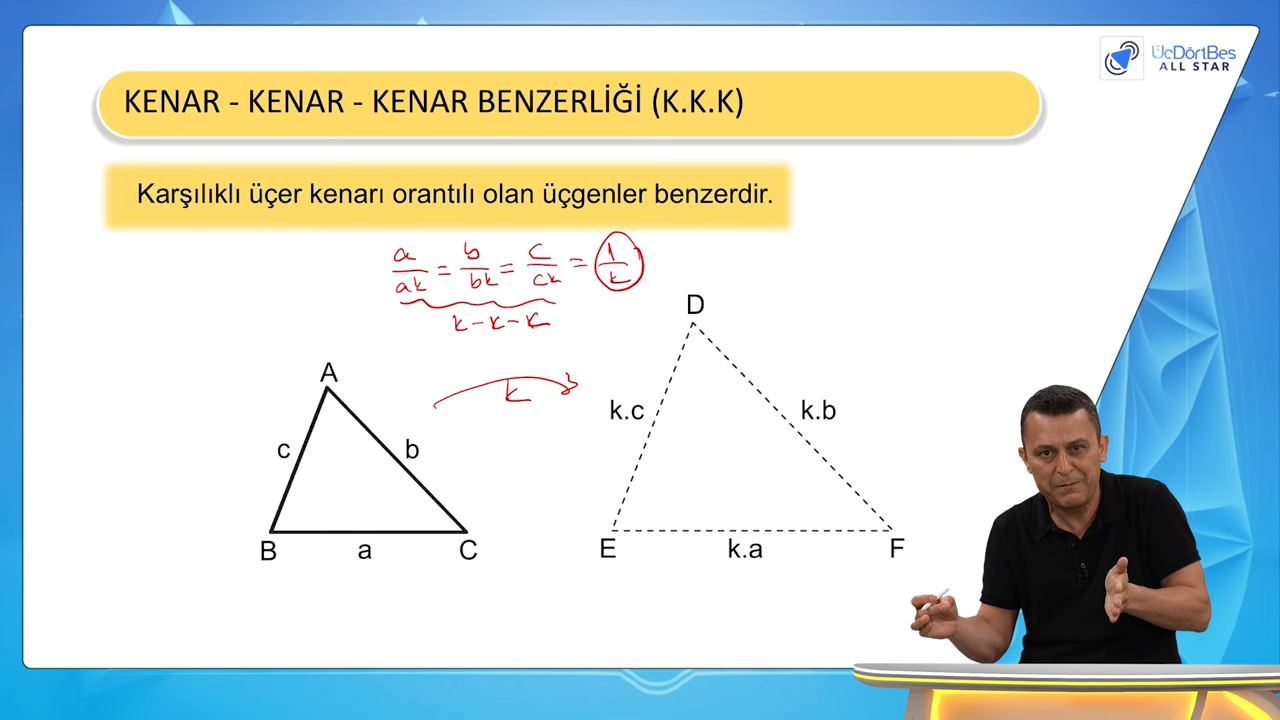 ÜçDörtBeş
ALL STAR
KENAR - KENAR - KENAR BENZERLİĞİ (K.K.K)
Karşılıklı üçer kenarı orantılı olan üçgenler benzerdir.
a/ak = b/bk = c/ck = 1/k
k-k-k
D
A
k
k.c
k.b
c
b
B
a
C
E
k.a
F